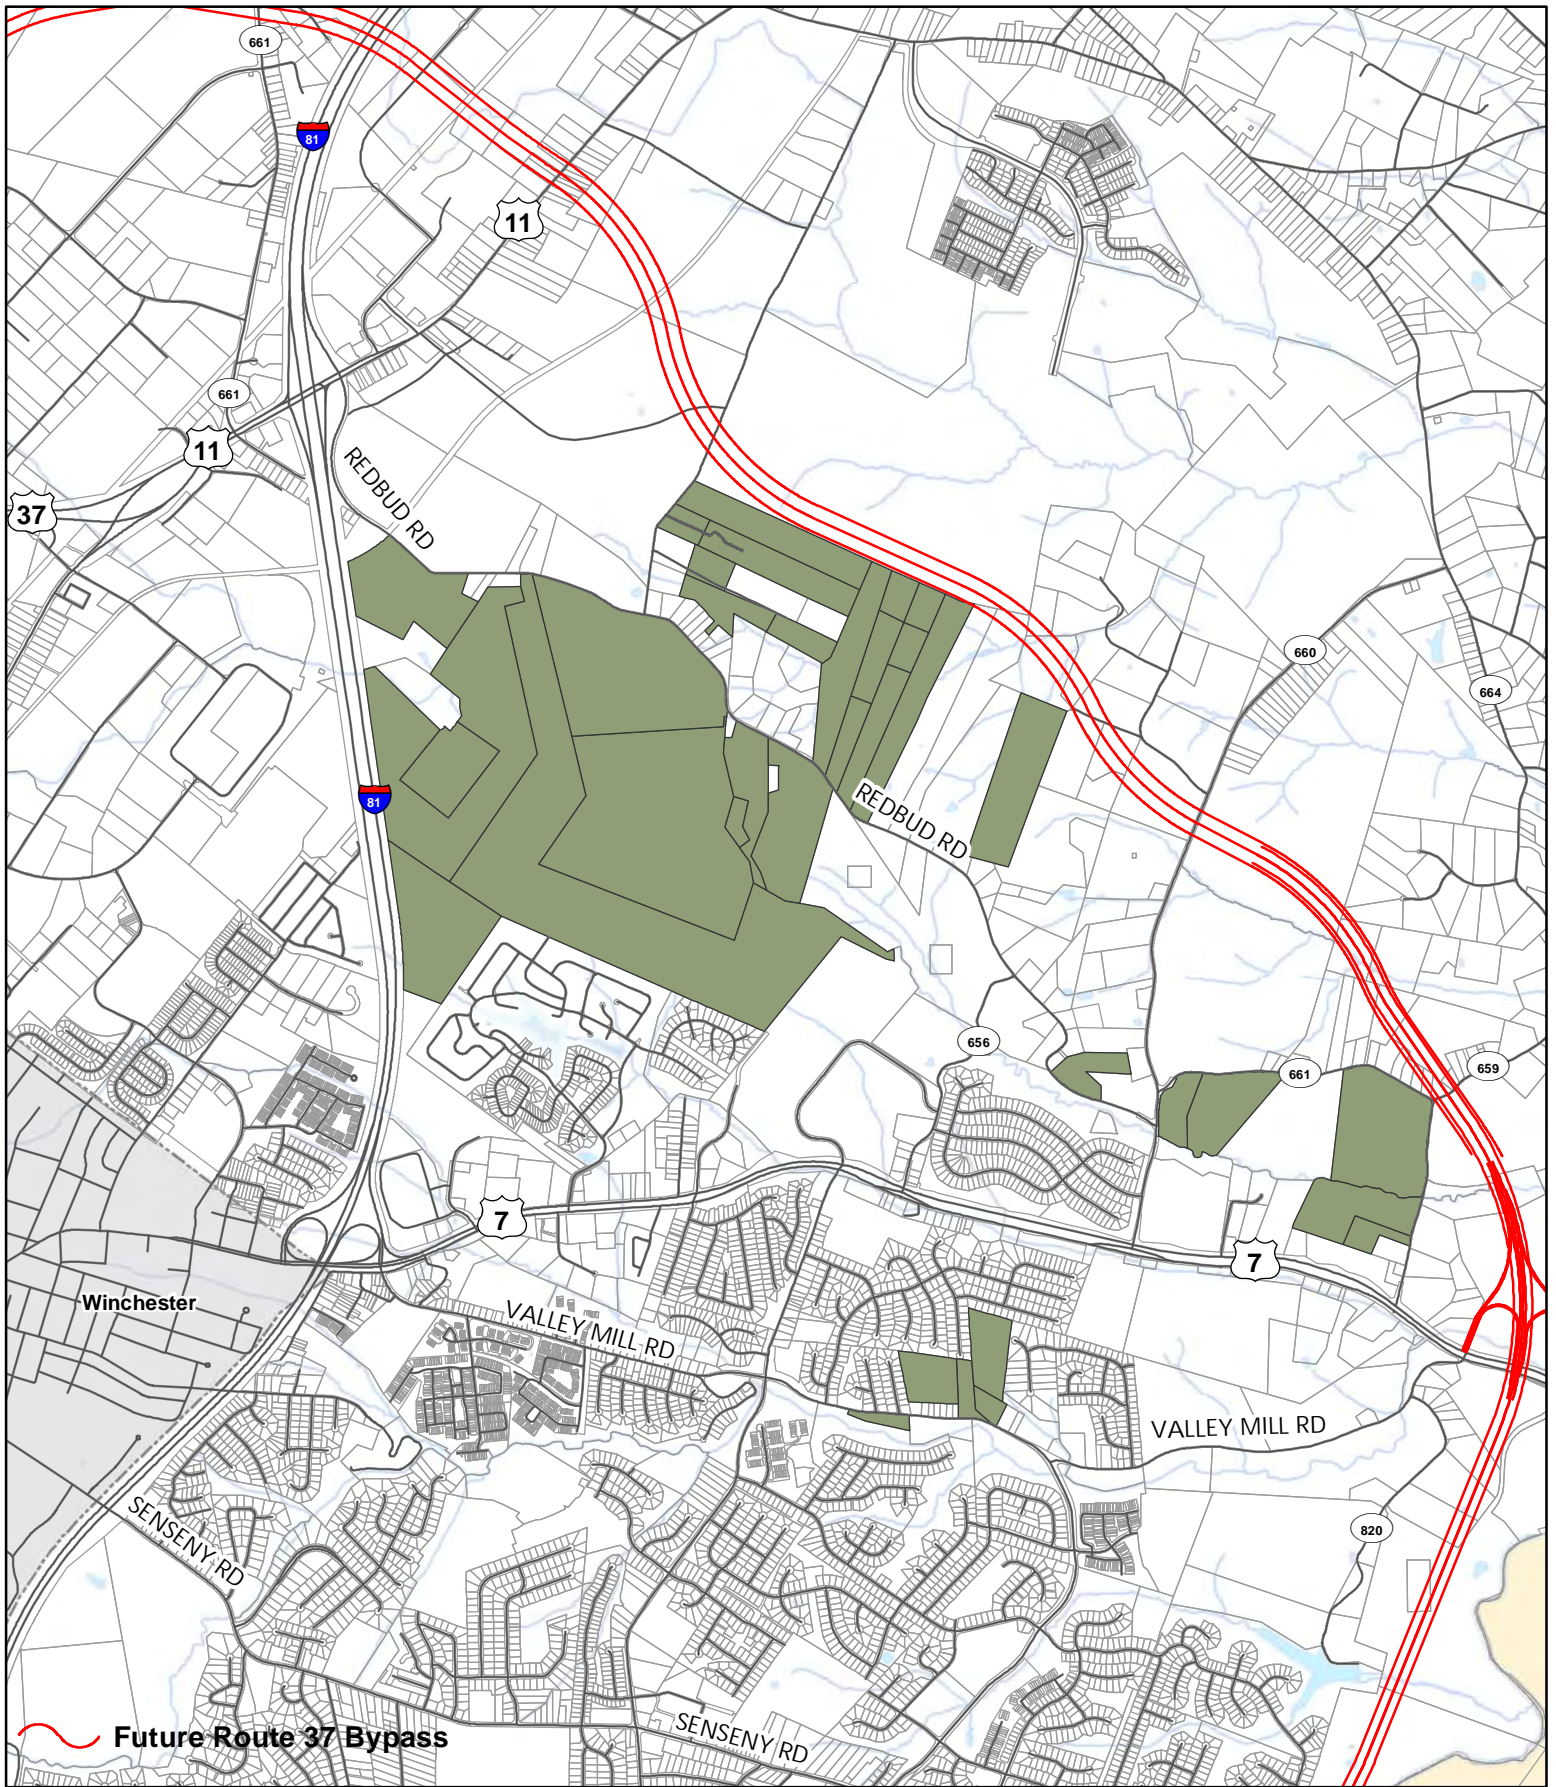 661
81
11
661
11
REDBUD RD
37
660
664
81
REDBUD RD
656
661
659
7
7
Winchester
VALLEY MILL RD
VALLEY MILL RD
SENSENY RD
820
SENSENY RD
Future Route 37 Bypass